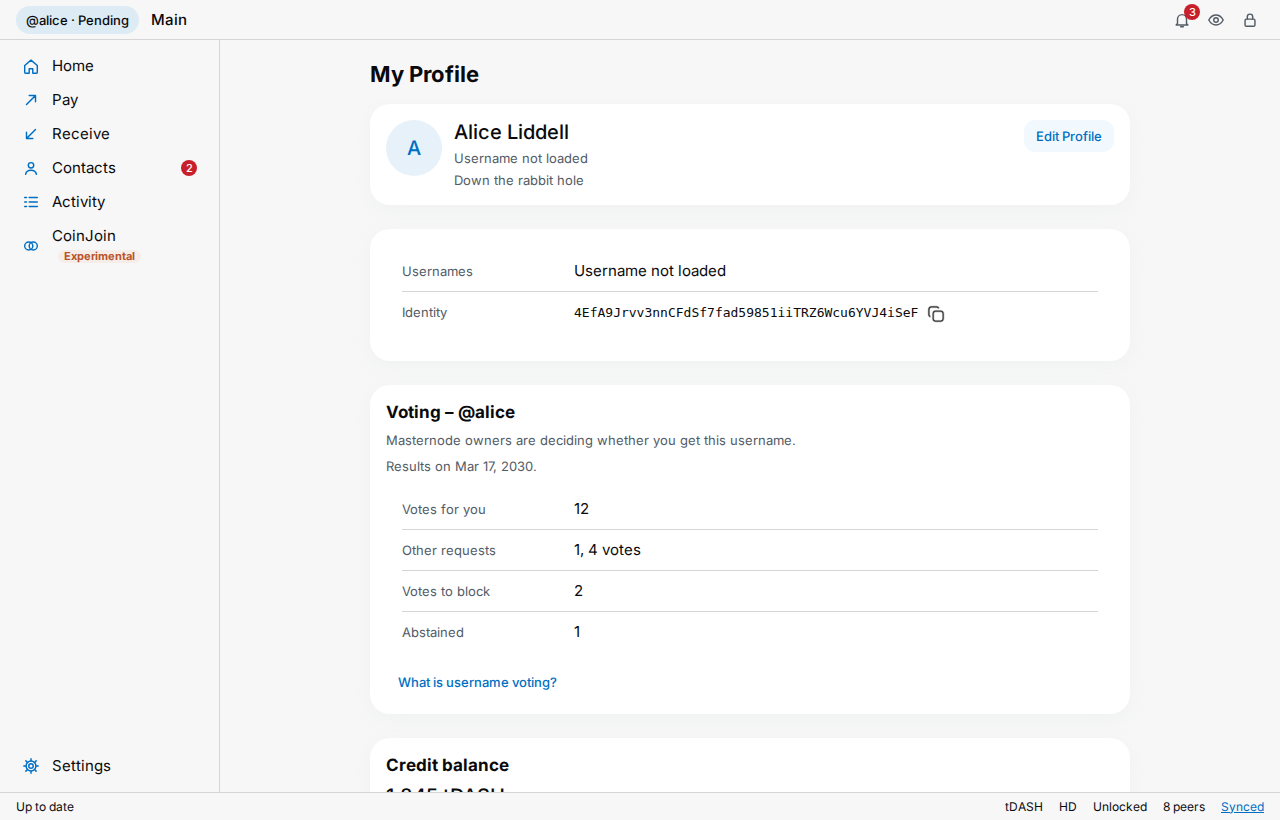 @alice · Pending
Main
3
Home
Pay
Receive
Contacts
2
Activity
CoinJoin
Experimental
Settings
My Profile
A
Alice Liddell
Username not loaded
Down the rabbit hole
Edit Profile
Usernames
Username not loaded
Identity
4EfA9Jrvv3nnCFdSf7fad59851iiTRZ6Wcu6YVJ4iSeF
Voting – @alice
Masternode owners are deciding whether you get this username.
Results on Mar 17, 2030.
Votes for you
12
Other requests
1, 4 votes
Votes to block
2
Abstained
1
What is username voting?
Credit balance
Up to date
tDASH
HD
Unlocked
8 peers
Synced